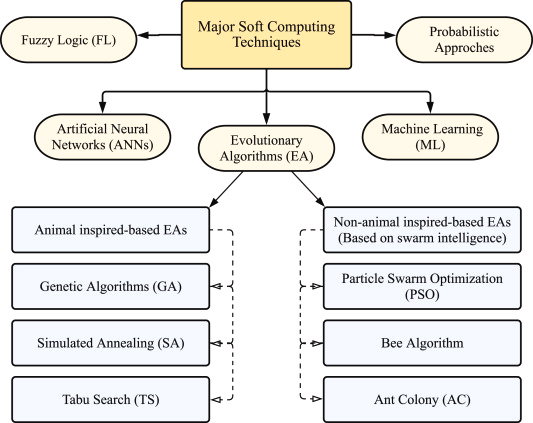 Major Soft Computing
Techniques
Fuzzy Logic (FL)
Probabilistic
Approches
Artificial Neural
Networks (ANNs)
Evolutionary
Algorithms (EA)
Machine Learning
(ML)
Animal inspired-based EAs
Genetic Algorithms (GA)
Simulated Annealing (SA)
Tabu Search (TS)
Non-animal inspired-based EAs
(Based on swarm intelligence)
Particle Swarm Optimization
(PSO)
Bee Algorithm
Ant Colony (AC)